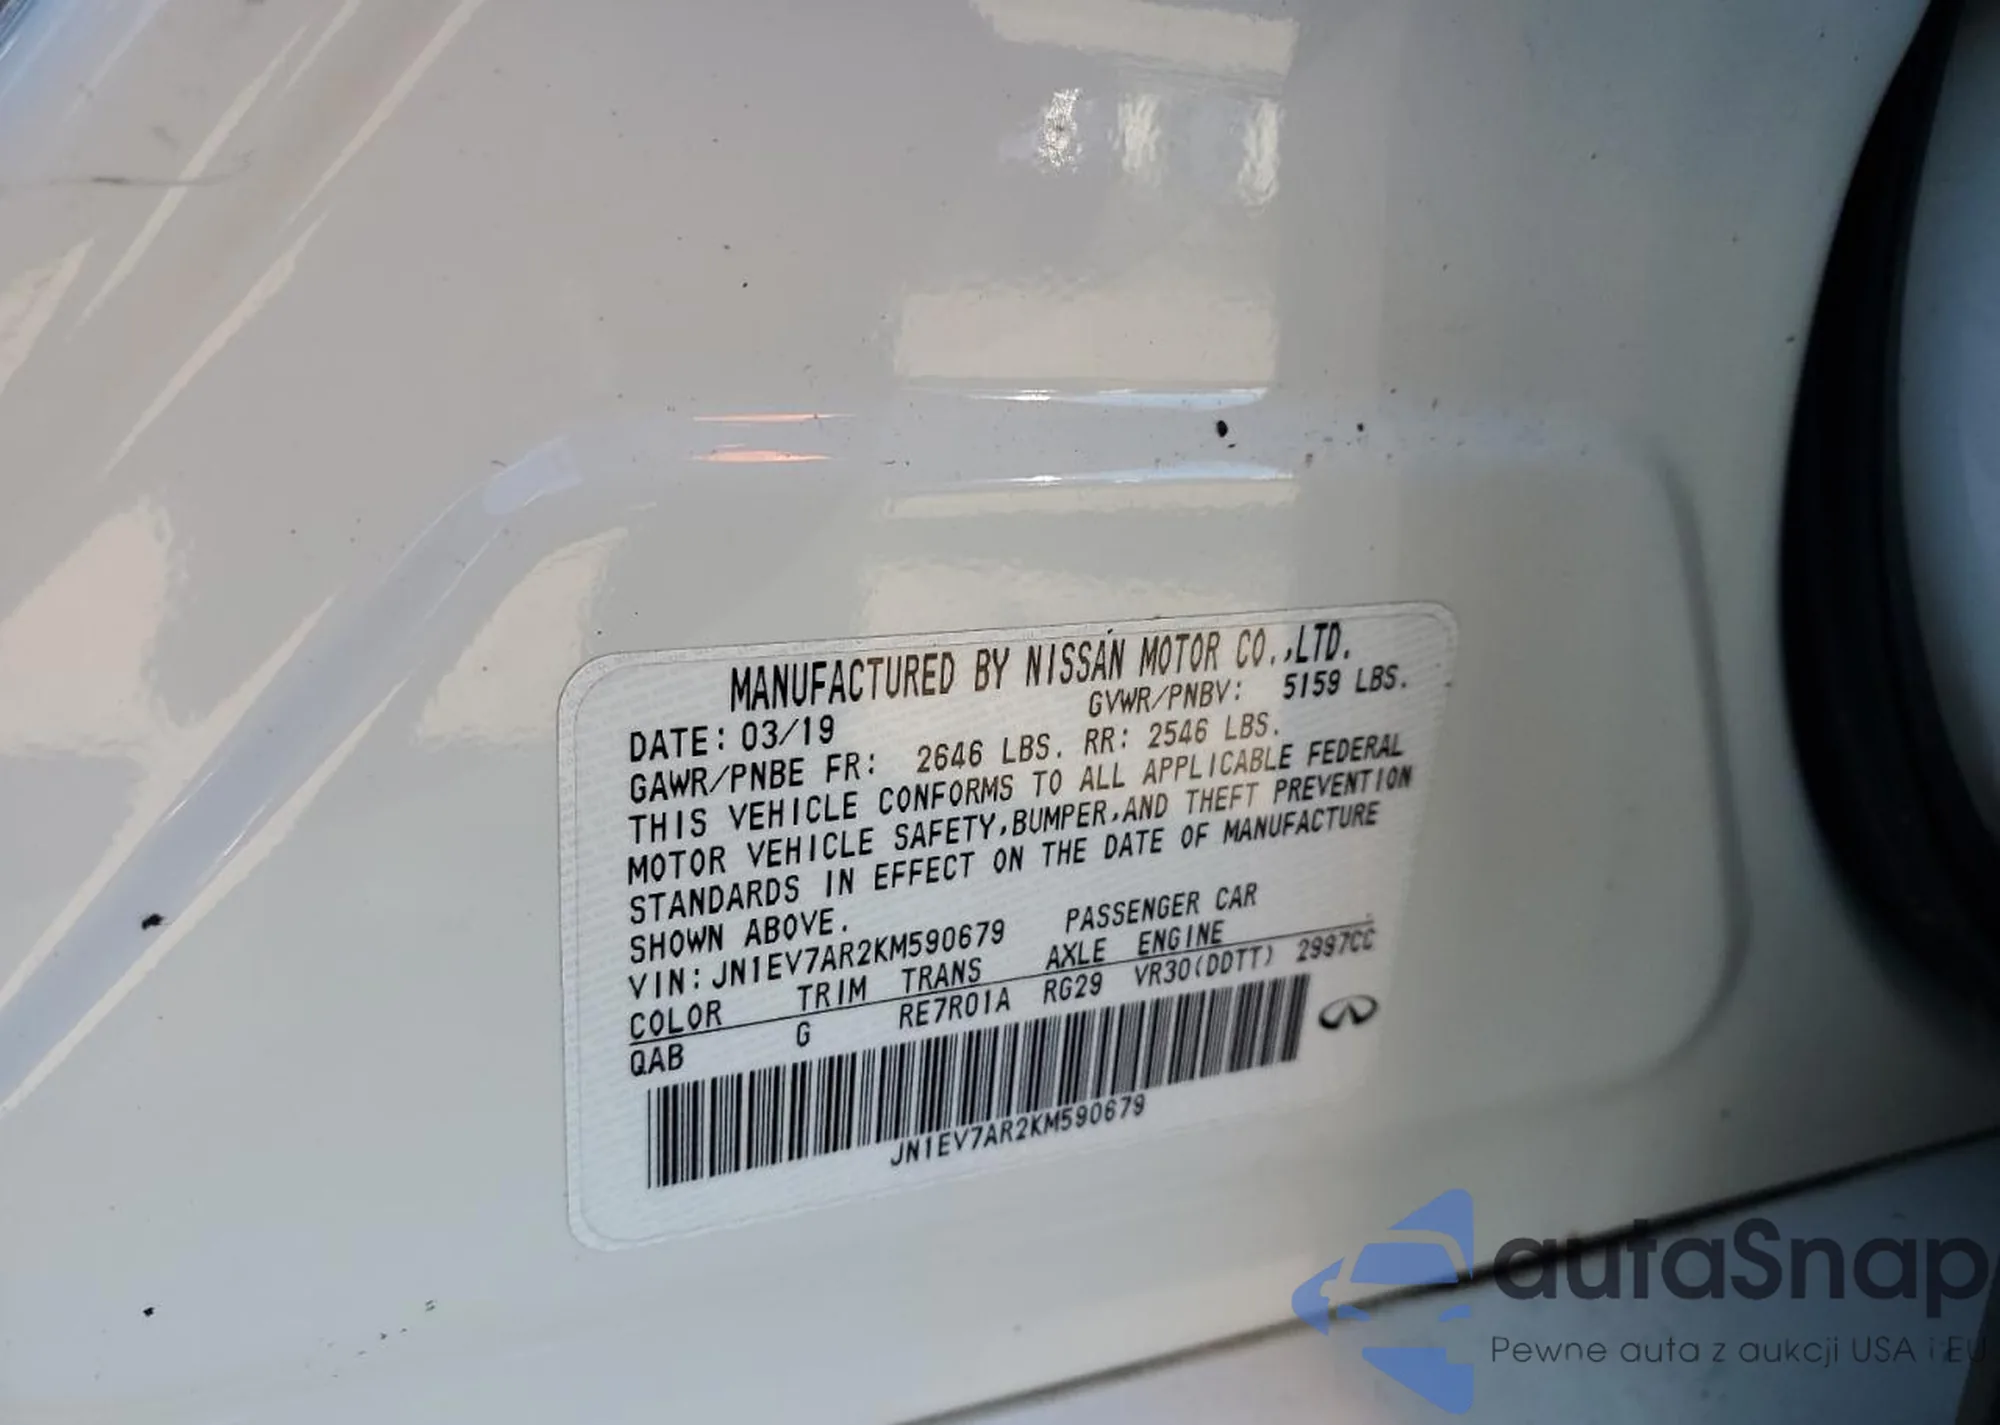 MANUFACTURED BY NISSAN MOTOR CO.,LTD.
GVWR/PNBV: 5159 LBS.
DATE: 03/19
GAWR/PNBE FR: 2646 LBS. RR: 2546 LBS.
THIS VEHICLE CONFORMS TO ALL APPLICABLE FEDERAL
MOTOR VEHICLE SAFETY,BUMPER,AND THEFT PREVENTION
STANDARDS IN EFFECT ON THE DATE OF MANUFACTURE
SHOWN ABOVE.
VIN:JN1EV7AR2KM590679 PASSENGER CAR
COLOR TRIM TRANS AXLE ENGINE
QAB G RE7R01A RG29 VR30(DDTT) 2997CC
JN1EV7AR2KM590679
autaSnap
Pewne auta z aukcji USA i EU